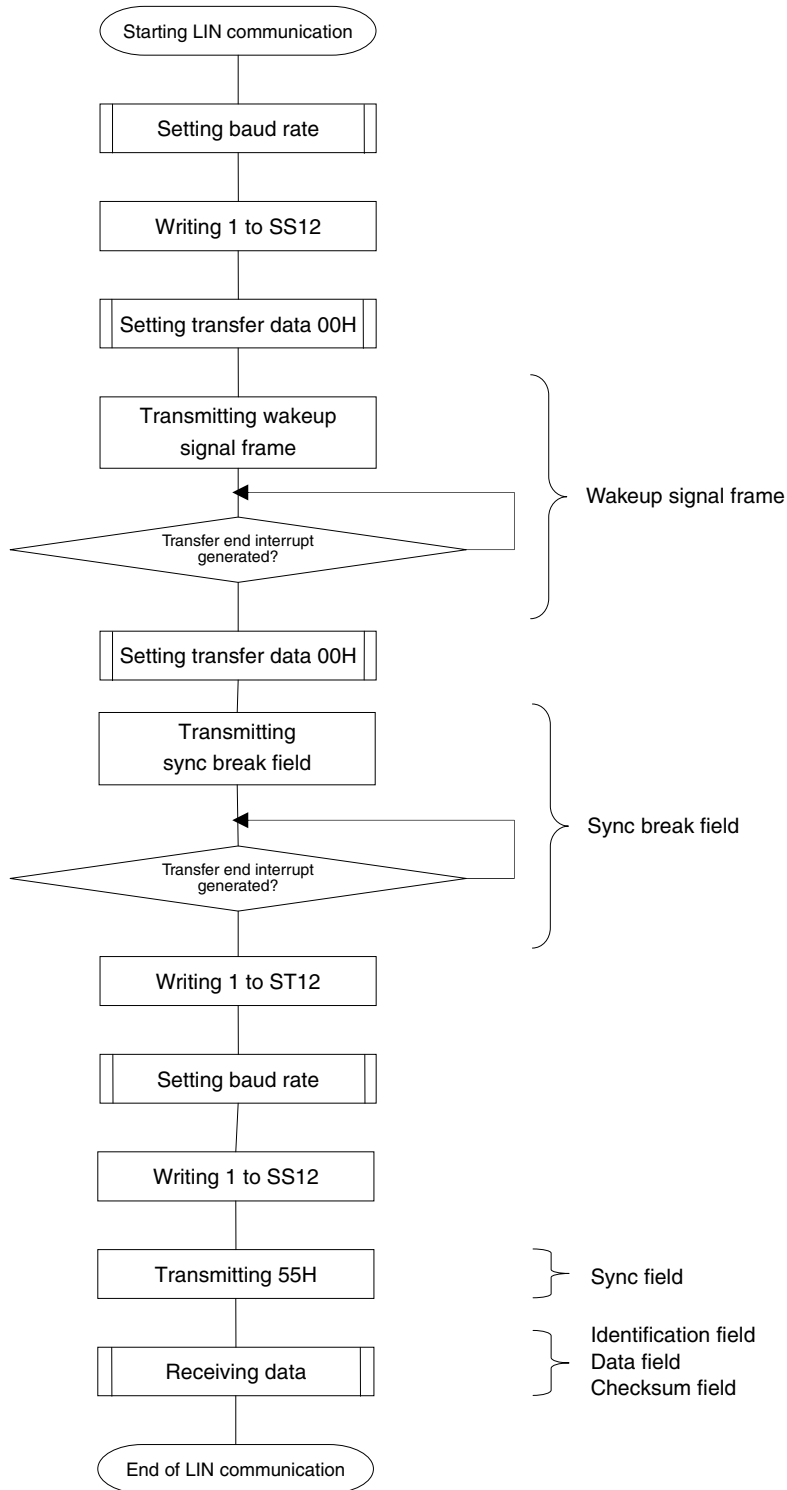 Starting LIN communication
Setting baud rate
Writing 1 to SS12
Setting transfer data 00H
Transmitting wakeup
signal frame
Wakeup signal frame
Transfer end interrupt
generated?
Setting transfer data 00H
Transmitting
sync break field
Sync break field
Transfer end interrupt
generated?
Writing 1 to ST12
Setting baud rate
Writing 1 to SS12
Transmitting 55H
Sync field
Receiving data
Identification field
Data field
Checksum field
End of LIN communication